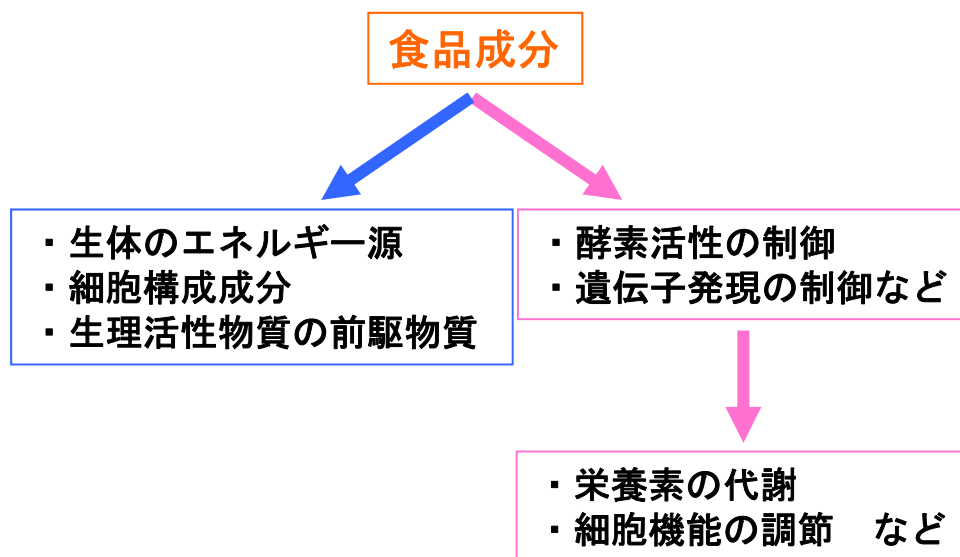 食品成分
・生体のエネルギー源
・細胞構成成分
・生理活性物質の前駆物質
・酵素活性の制御
・遺伝子発現の制御など
・栄養素の代謝
・細胞機能の調節　など